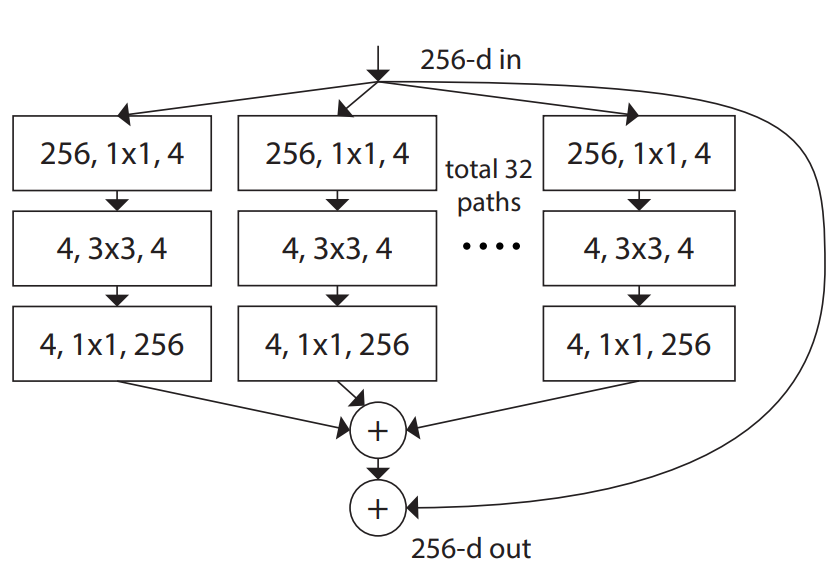 256-d in
256, 1x1, 4
256, 1x1, 4
256, 1x1, 4
total 32
paths
4, 3x3, 4
4, 3x3, 4
....
4, 3x3, 4
4, 1x1, 256
4, 1x1, 256
4, 1x1, 256
+
+
256-d out